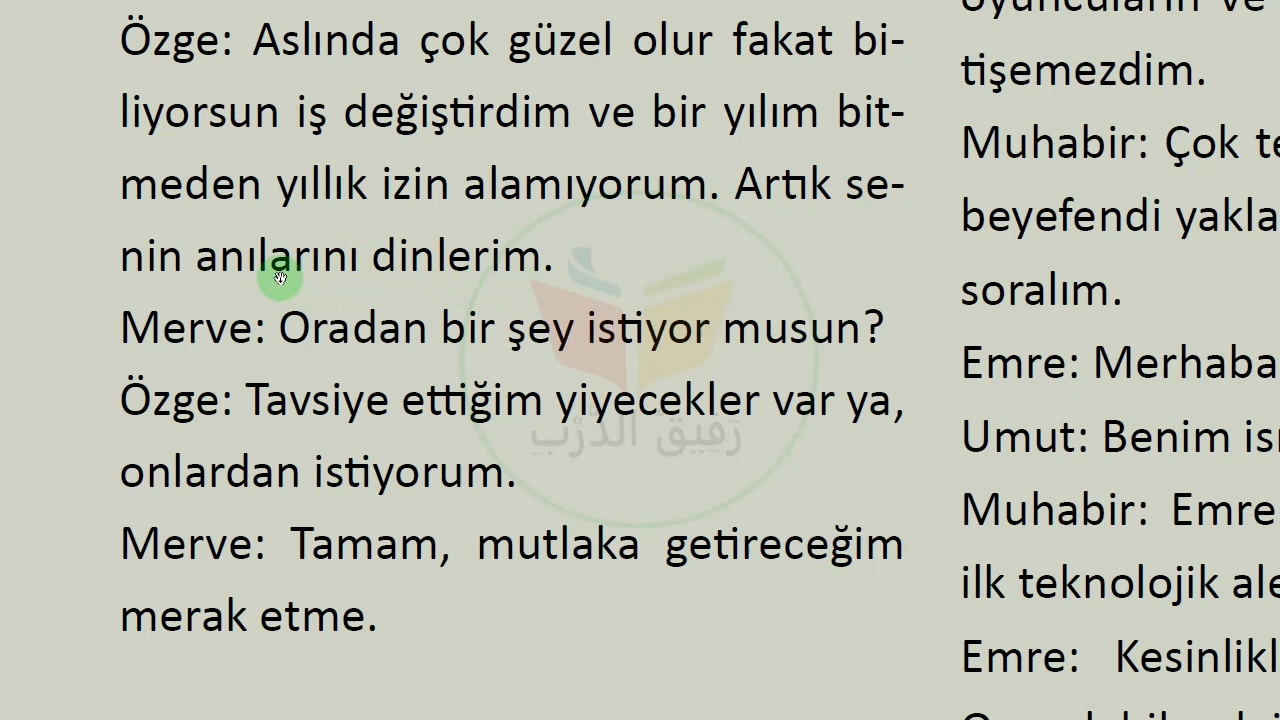 Özge: Aslında çok güzel olur fakat bi-
liyorsun iş değiştirdim ve bir yılım bit-
meden yıllık izin alamıyorum. Artık se-
nin anılarını dinlerim.
Merve: Oradan bir şey istiyor musun?
Özge: Tavsiye ettiğim yiyecekler var ya,
onlardan istiyorum.
Merve: Tamam, mutlaka getireceğim
merak etme.
رَفِيقُ الدَّرْبِ
tişemezdim.
Muhabir: Çok
beyefendi
soralım.
Emre: Merhaba
Umut: Benim
Muhabir: Emre
ilk teknolojik
Emre: